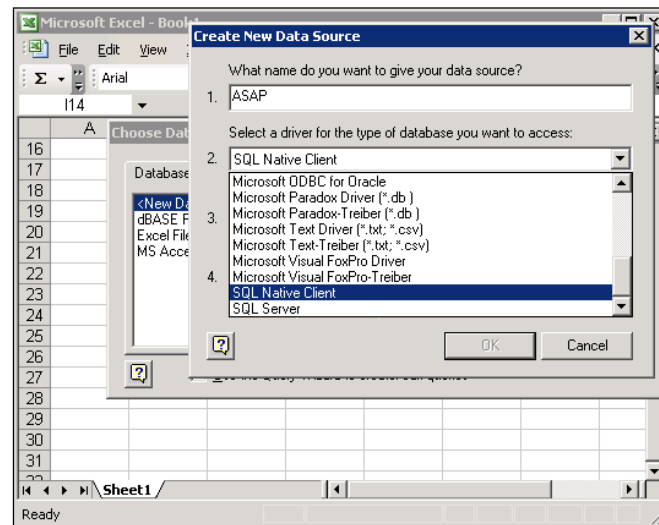 Microsoft Excel - Book
File Edit View
Σ Arial
I14
A
Create New Data Source
What name do you want to give your data source?
1. ASAP
Select a driver for the type of database you want to access:
2. SQL Native Client
Microsoft ODBC for Oracle
Microsoft Paradox Driver (*.db )
Microsoft Paradox-Treiber (*.db )
3.
Microsoft Text Driver (*.txt; *.csv)
Microsoft Text-Treiber (*.txt; *.csv)
Microsoft Visual FoxPro Driver
4.
Microsoft Visual FoxPro-Treiber
SQL Native Client
SQL Server
OK Cancel
Choose Dat
Database
<New Da
dBASE F
Excel File
MS Acce
16
17
18
19
20
21
22
23
24
25
26
27
28
29
30
31
Sheet1
Ready